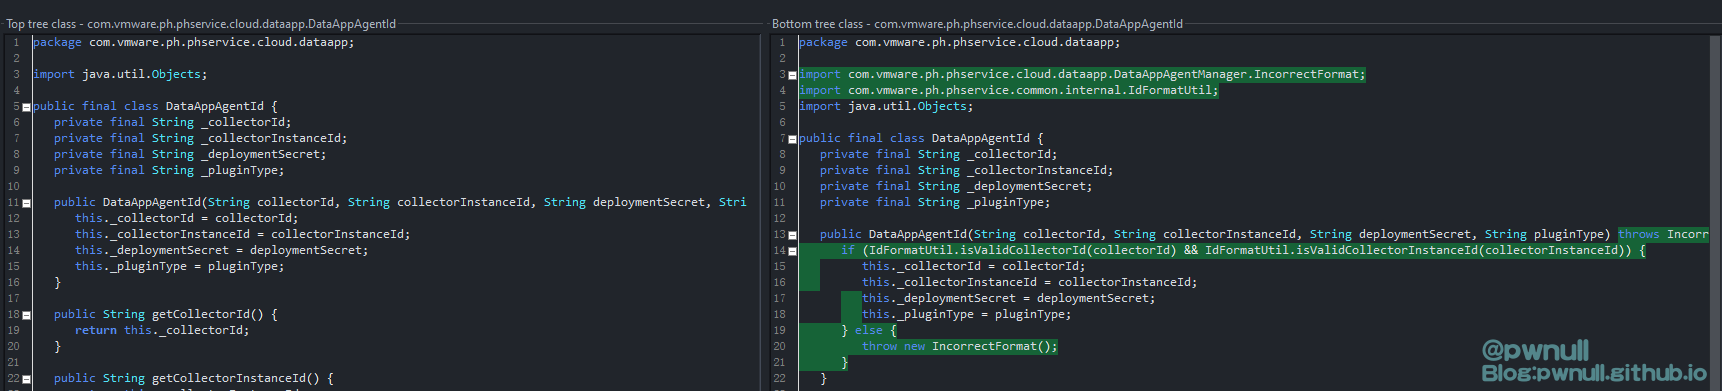 Top tree class - com.vmware.ph.phservice.cloud.dataapp.DataAppAgentId
1 package com.vmware.ph.phservice.cloud.dataapp;
2
3 import java.util.Objects;
4
5 public final class DataAppAgentId {
6 private final String _collectorId;
7 private final String _collectorInstanceId;
8 private final String _deploymentSecret;
9 private final String _pluginType;
10
11 public DataAppAgentId(String collectorId, String collectorInstanceId, String deploymentSecret, Stri
12 this._collectorId = collectorId;
13 this._collectorInstanceId = collectorInstanceId;
14 this._deploymentSecret = deploymentSecret;
15 this._pluginType = pluginType;
16 }
17
18 public String getCollectorId() {
19 return this._collectorId;
20 }
21
22 public String getCollectorInstanceId() {
Bottom tree class - com.vmware.ph.phservice.cloud.dataapp.DataAppAgentId
1 package com.vmware.ph.phservice.cloud.dataapp;
2
3 import com.vmware.ph.phservice.cloud.dataapp.DataAppAgentManager.IncorrectFormat;
4 import com.vmware.ph.phservice.common.internal.IdFormatUtil;
5 import java.util.Objects;
6
7 public final class DataAppAgentId {
8 private final String _collectorId;
9 private final String _collectorInstanceId;
10 private final String _deploymentSecret;
11 private final String _pluginType;
12
13 public DataAppAgentId(String collectorId, String collectorInstanceId, String deploymentSecret, String pluginType) throws Incorr
14 if (IdFormatUtil.isValidCollectorId(collectorId) && IdFormatUtil.isValidCollectorInstanceId(collectorInstanceId)) {
15 this._collectorId = collectorId;
16 this._collectorInstanceId = collectorInstanceId;
17 this._deploymentSecret = deploymentSecret;
18 this._pluginType = pluginType;
19 } else {
20 throw new IncorrectFormat();
21 }
22 }
@pwnull
Blog:pwnull.github.io